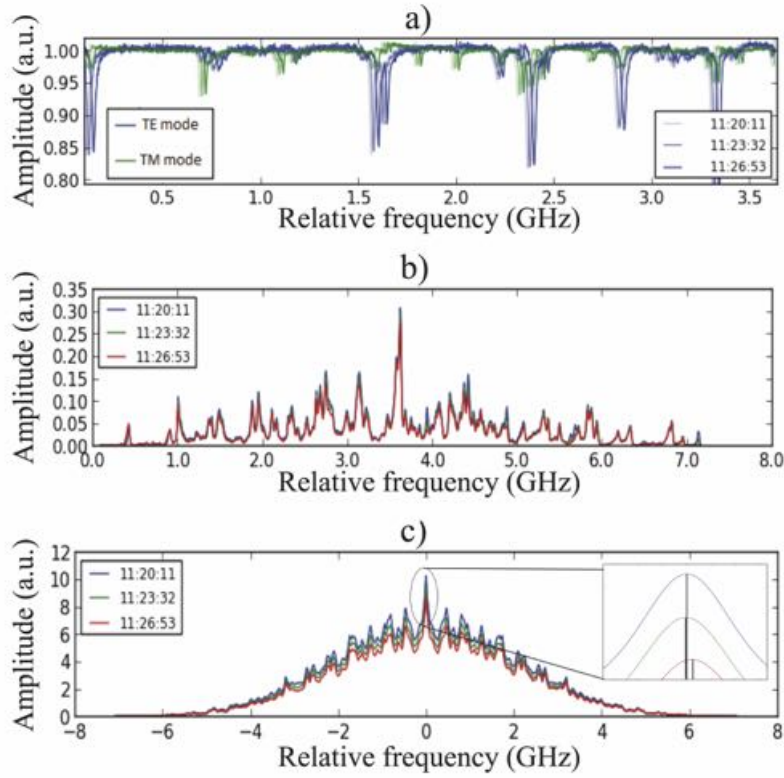 a)
Amplitude (a.u.)
1.00
0.95
0.90
0.85
0.80
TE mode
TM mode
11:20:11
11:23:32
11:26:53
0.5 1.0 1.5 2.0 2.5 3.0 3.5
Relative frequency (GHz)
b)
Amplitude (a.u.)
0.35
0.30
0.25
0.20
0.15
0.10
0.05
0.00
11:20:11
11:23:32
11:26:53
0.0 1.0 2.0 3.0 4.0 5.0 6.0 7.0 8.0
Relative frequency (GHz)
c)
Amplitude (a.u.)
12
10
8
6
4
2
0
11:20:11
11:23:32
11:26:53
−8 −6 −4 −2 0 2 4 6 8
Relative frequency (GHz)